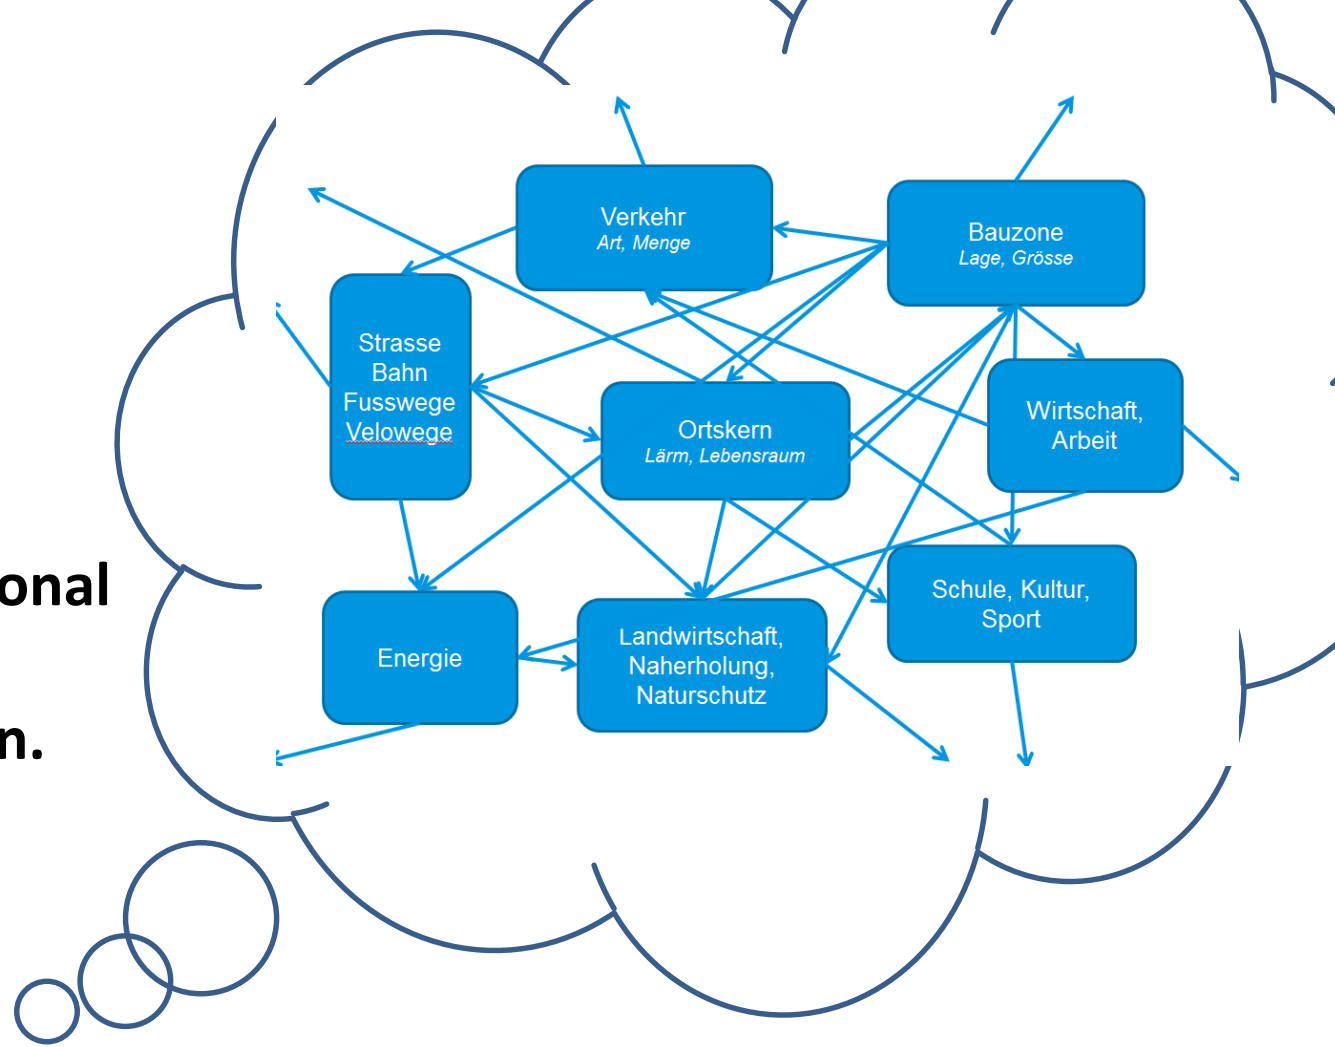 Verkehr
Art, Menge
Bauzone
Lage, Grösse
Strasse
Bahn
Fusswege
Velowege
Ortskern
Lärm, Lebensraum
Wirtschaft,
Arbeit
onal
Schule, Kultur,
Sport
Energie
Landwirtschaft,
Naherholung,
Naturschutz
n.